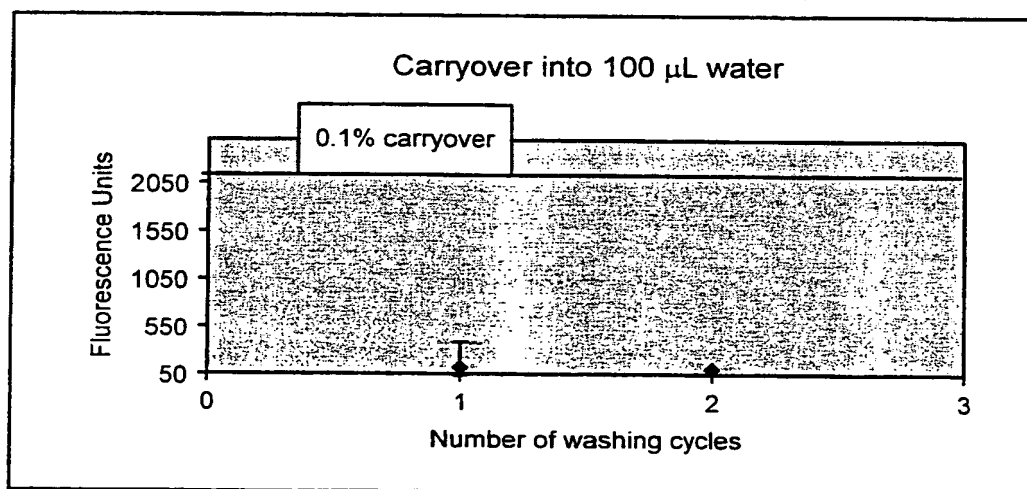 Carryover into 100 µL water
0.1% carryover
Fluorescence Units
2050
1550
1050
550
50
0
1
2
3
Number of washing cycles